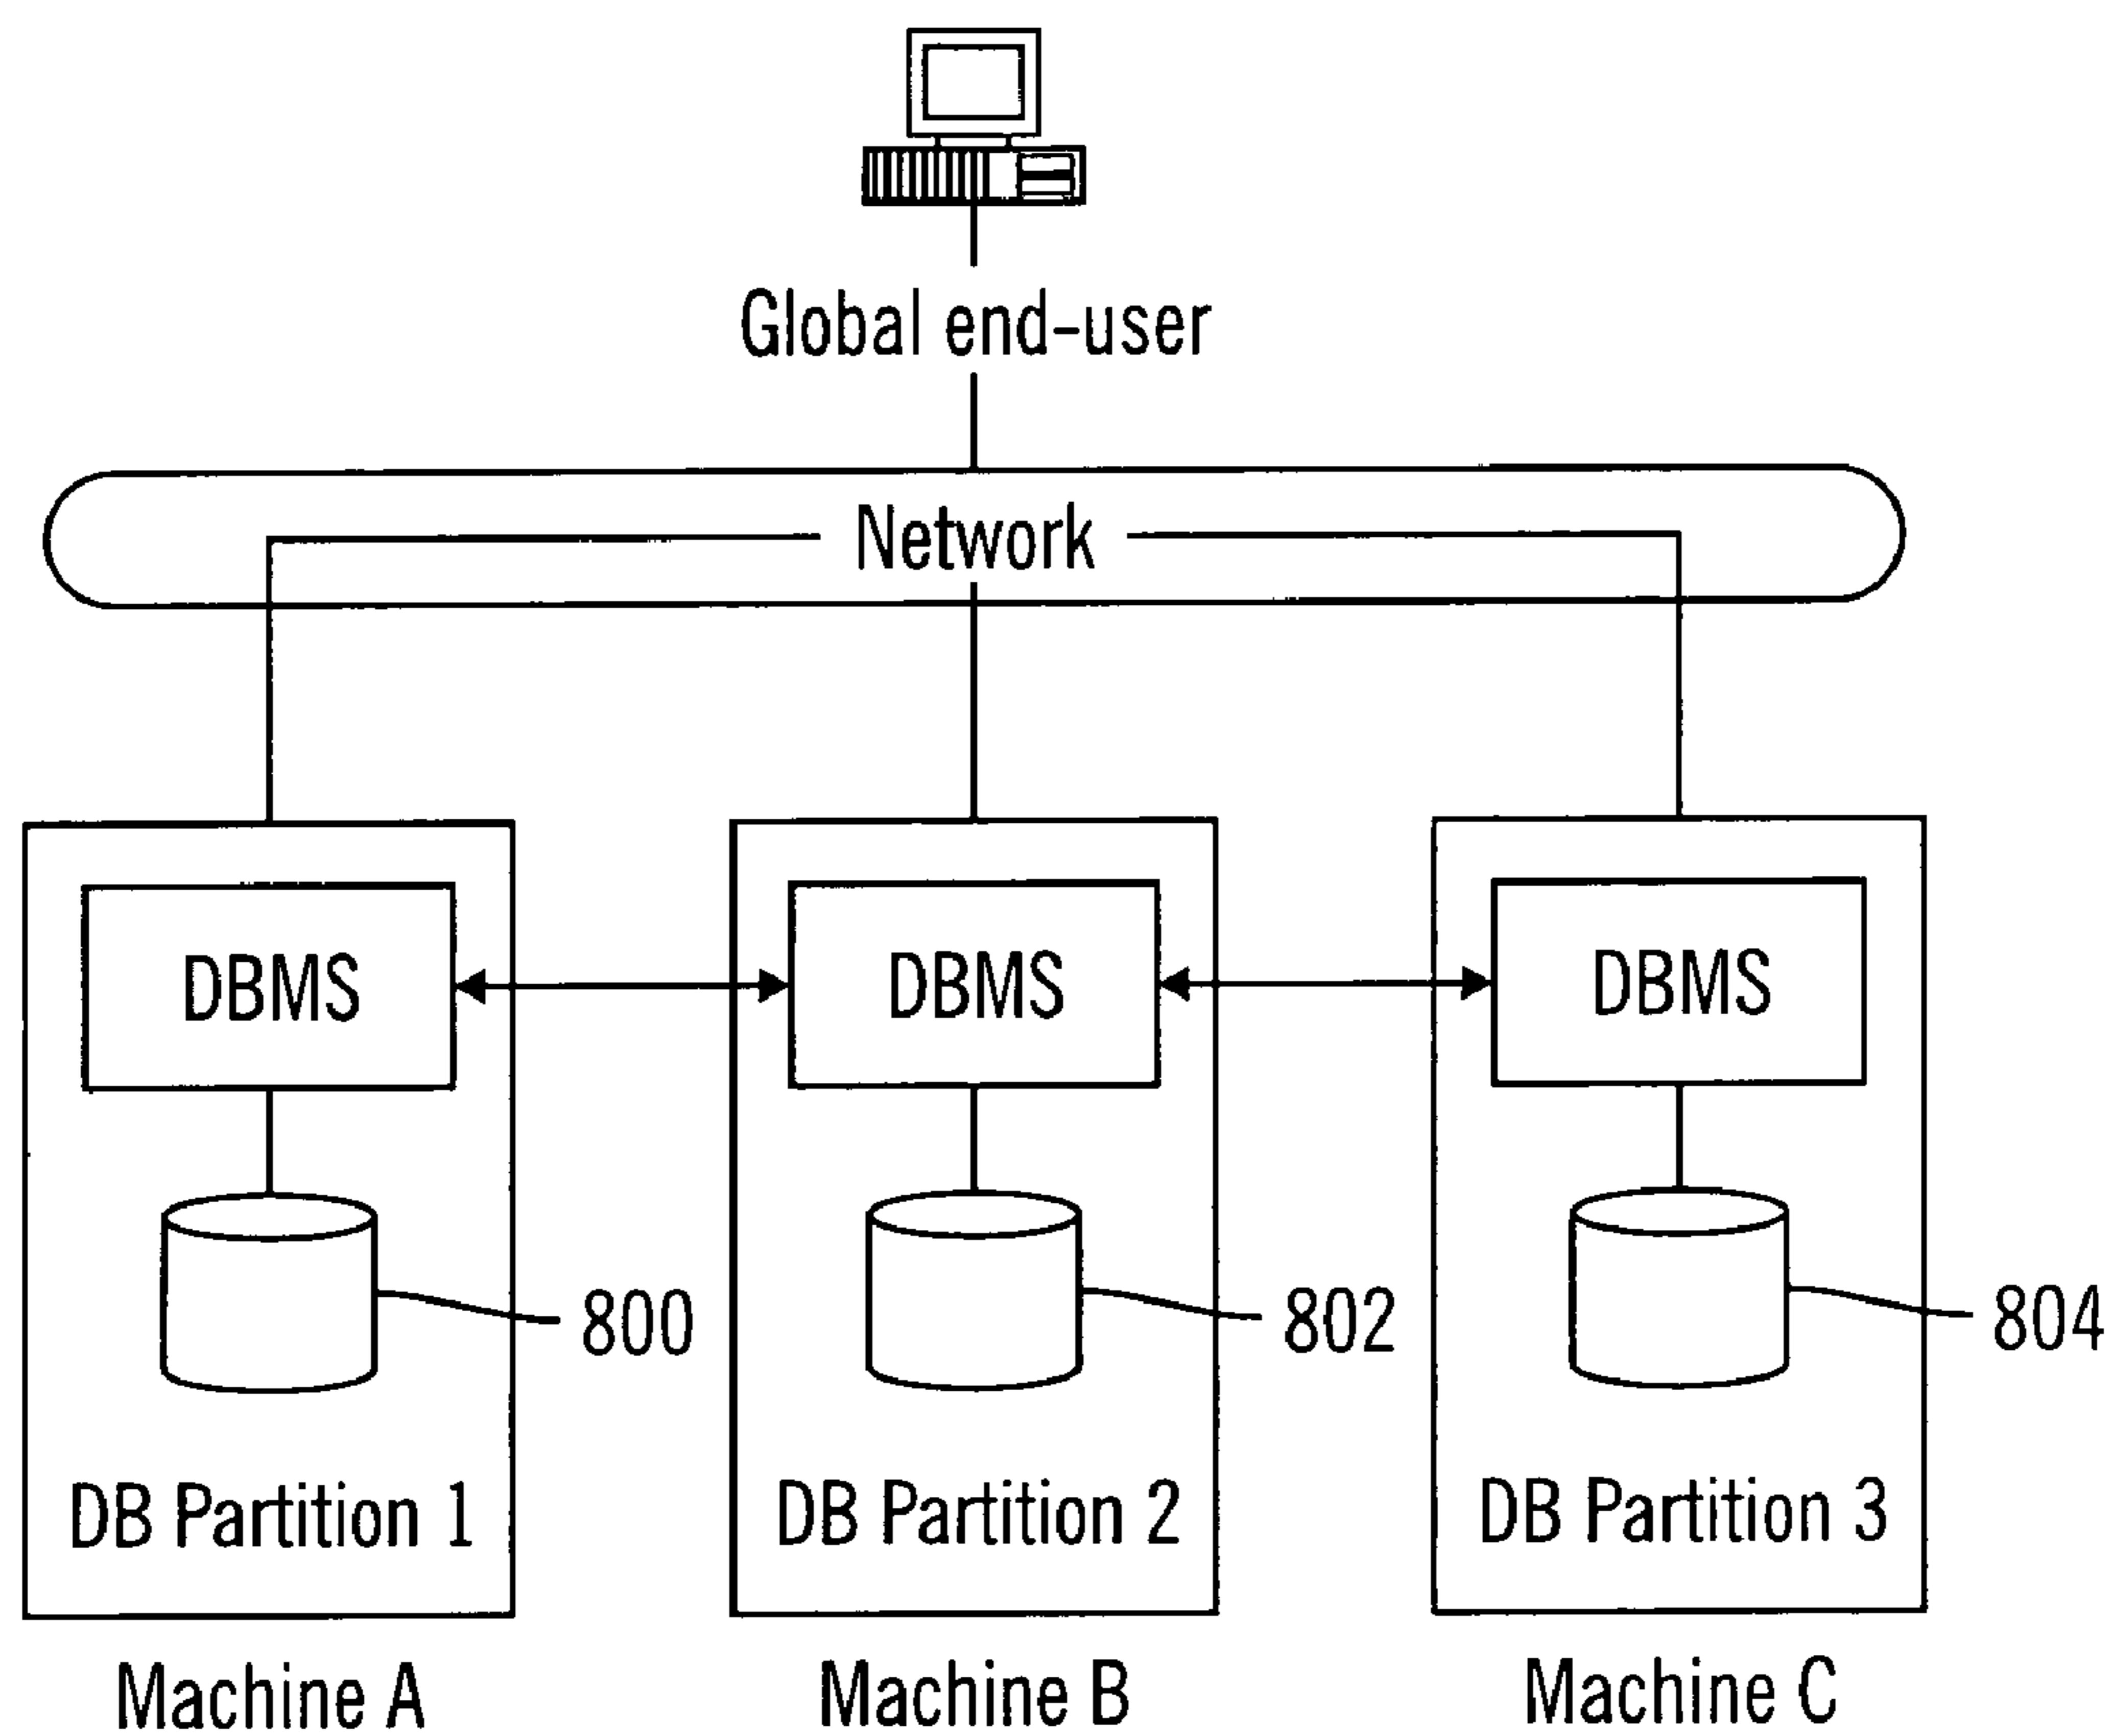 Global end-user
Network
DBMS
DBMS
DBMS
800
802
804
DB Partition 1
DB Partition 2
DB Partition 3
Machine A
Machine B
Machine C